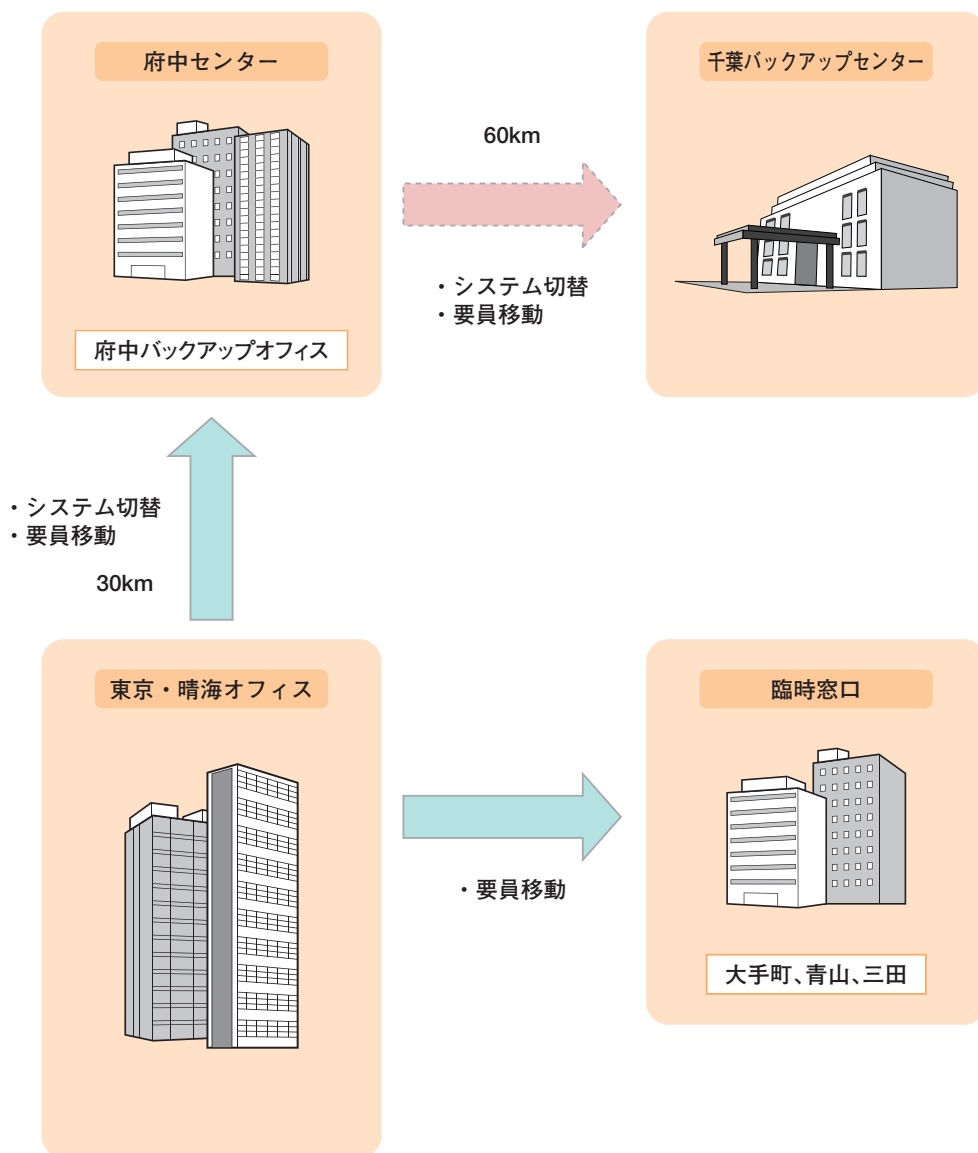 府中センター
千葉バックアップセンター
60km
・システム切替
・要員移動
府中バックアップオフィス
・システム切替
・要員移動
30km
東京・晴海オフィス
臨時窓口
・要員移動
大手町、青山、三田